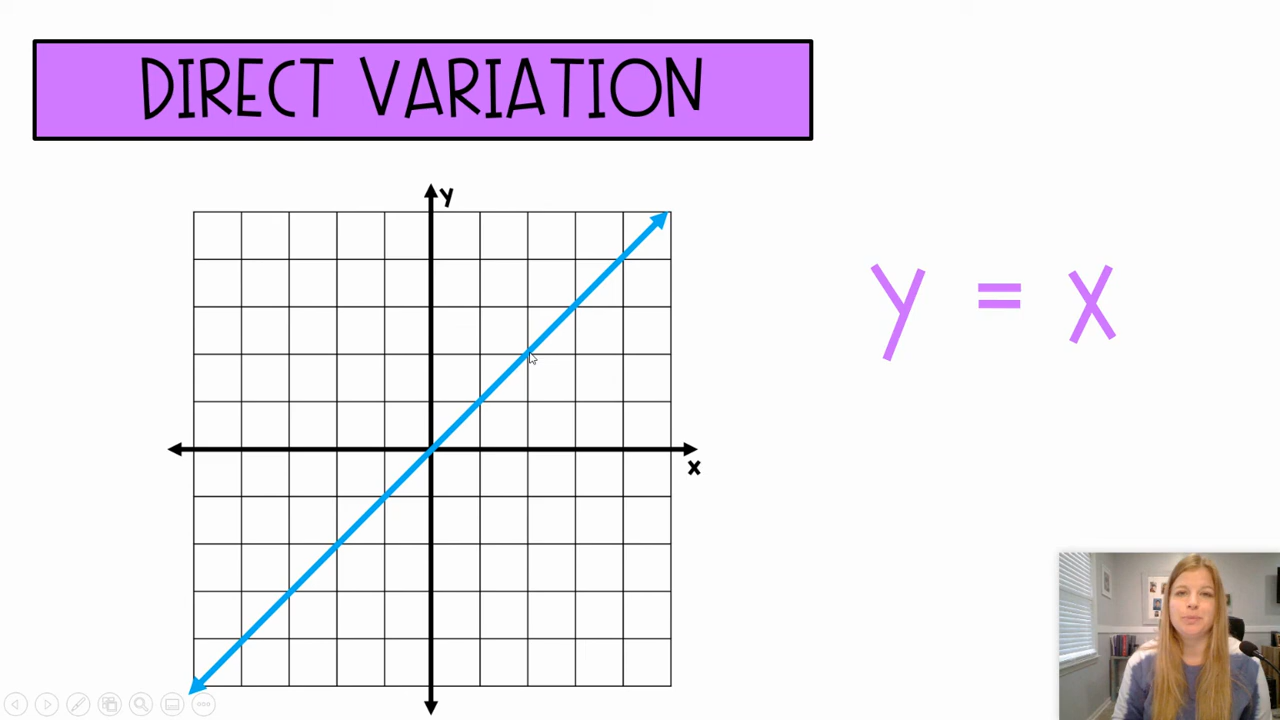 DIRECT VARIATION
y
y = x
x